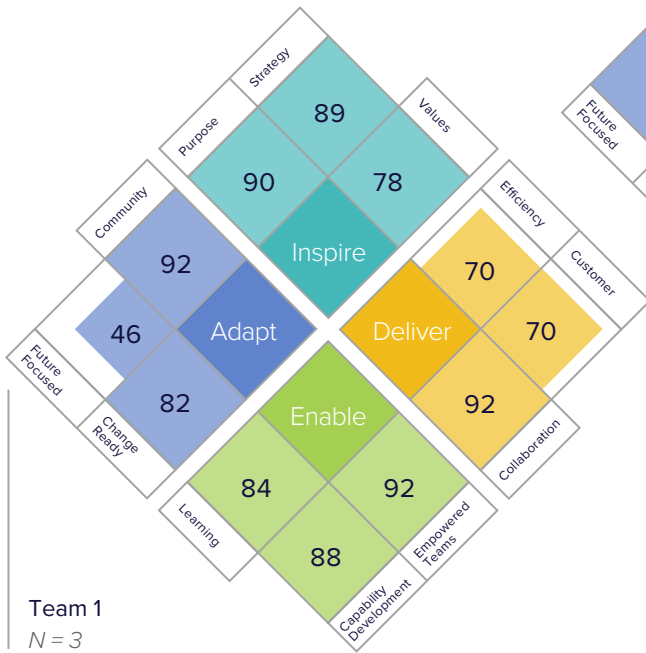 Strategy
Purpose
89
Values
90
78
Inspire
Community
92
Efficiency
70
Customer
Future
Focused
46
Adapt
Deliver
70
Future
Focused
82
Change
Ready
92
Collaboration
Enable
84
92
Learning
88
Empowered
Teams
Capability
Development
Team 1
N = 3